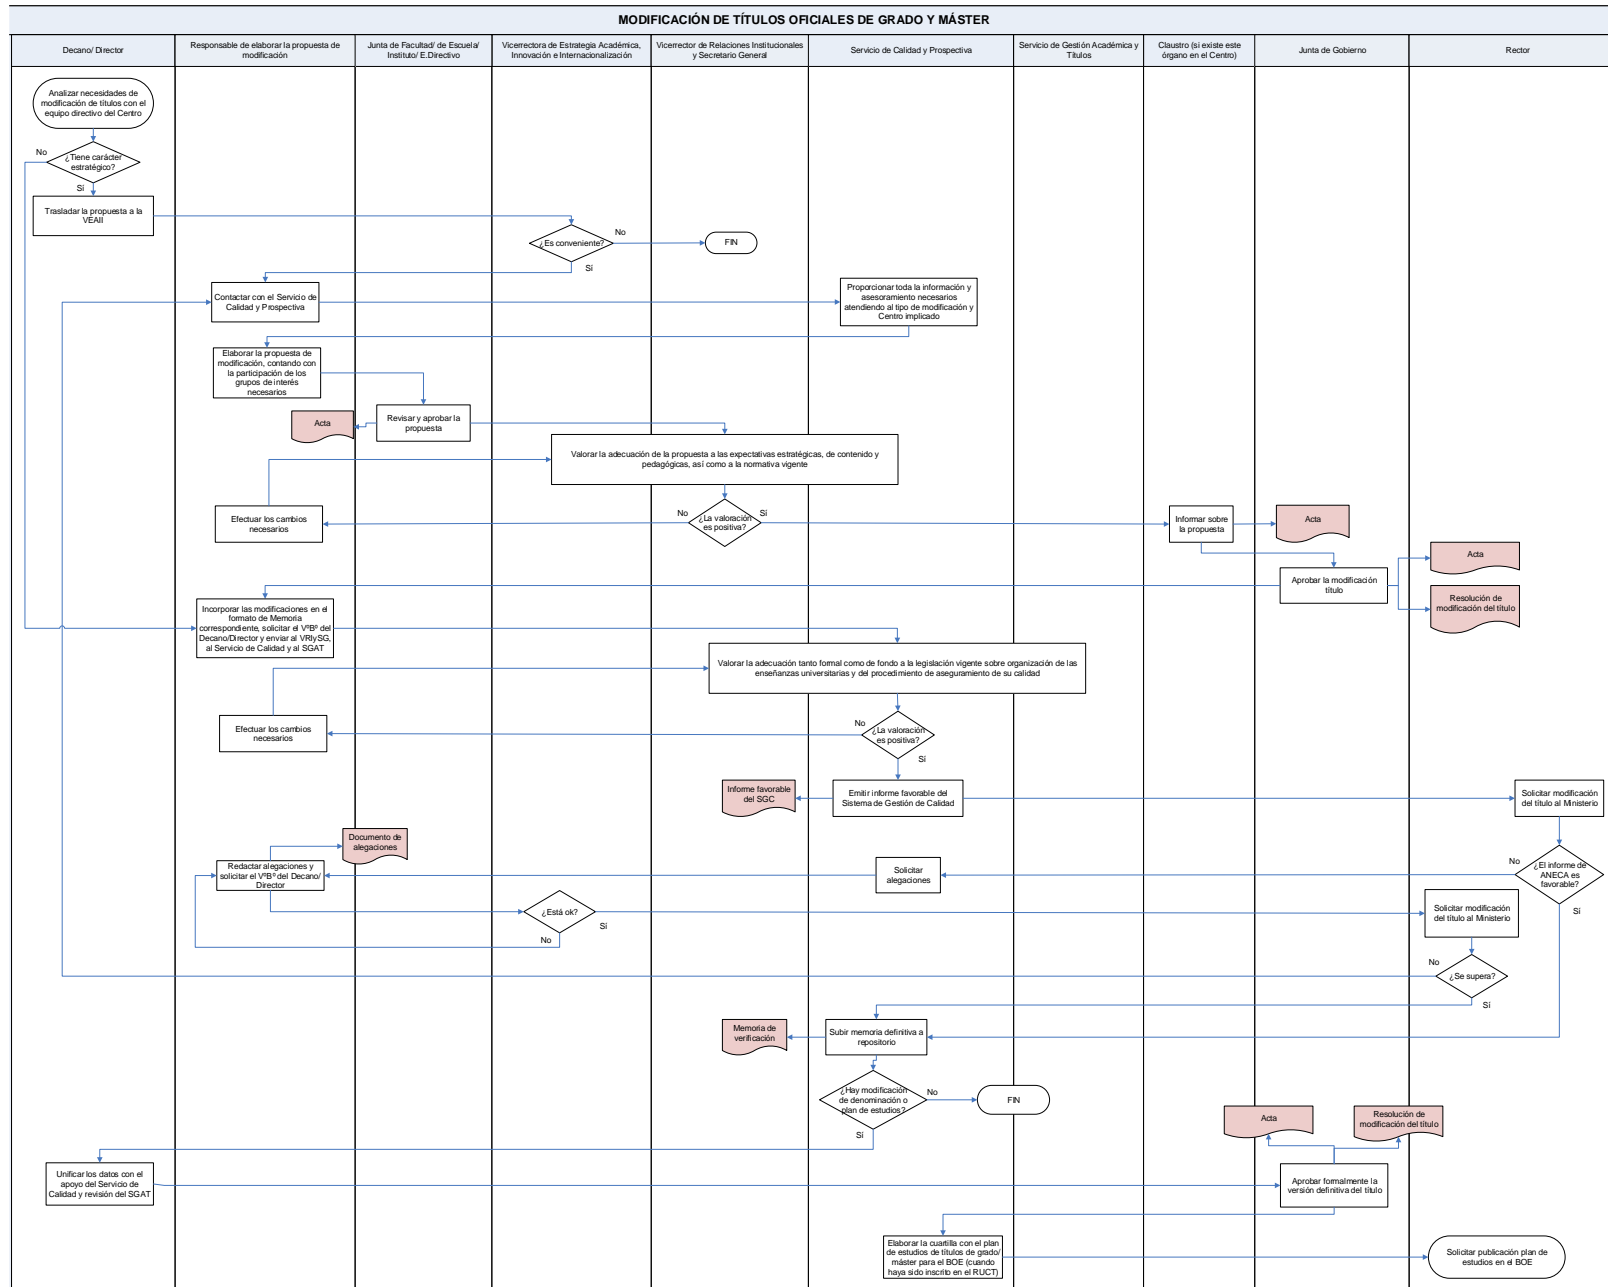 MODIFICACIÓN DE TÍTULOS OFICIALES DE GRADO Y MÁSTER
Decano/ Director
Responsable de elaborar la propuesta de
modificación
Junta de Facultad/ de Escuela/
Instituto/ E.Directivo
Vicerrectora de Estrategia Académica,
Innovación e Internacionalización
Vicerrector de Relaciones Institucionales
y Secretario General
Servicio de Calidad y Prospectiva
Servicio de Gestión Académica y
Títulos
Claustro (si existe este
órgano en el Centro)
Junta de Gobierno
Rector
Analizar necesidades de
modificación de títulos con el
equipo directivo del Centro
No
¿Tiene carácter
estratégico?
Sí
Trasladar la propuesta a la
VEAII
¿Es conveniente?
No
FIN
Sí
Contactar con el Servicio de
Calidad y Prospectiva
Proporcionar toda la información y
asesoramiento necesarios
atendiendo al tipo de modificación y
Centro implicado
Elaborar la propuesta de
modificación, contando con
la participación de los
grupos de interés
necesarios
Acta
Revisar y aprobar la
propuesta
Valorar la adecuación de la propuesta a las expectativas estratégicas, de contenido y
pedagógicas, así como a la normativa vigente
Efectuar los cambios
necesarios
No
¿La valoración
es positiva?
Sí
Informar sobre
la propuesta
Acta
Acta
Aprobar la modificación
título
Resolución de
modificación del título
Incorporar las modificaciones en el
formato de Memoria
correspondiente, solicitar el VºBº del
Decano/Director y enviar al VRIySG,
al Servicio de Calidad y al SGAT
Valorar la adecuación tanto formal como de fondo a la legislación vigente sobre organización de las
enseñanzas universitarias y del procedimiento de aseguramiento de su calidad
Efectuar los cambios
necesarios
No
¿La valoración
es positiva?
Sí
Informe favorable
del SGC
Emitir informe favorable del
Sistema de Gestión de Calidad
Solicitar modificación
del título al Ministerio
Documento de
alegaciones
Redactar alegaciones y
solicitar el VºBº del Decano/
Director
Solicitar
alegaciones
No
¿El informe de
ANECA es
favorable?
Sí
¿Está ok?
Sí
No
Solicitar modificación
del título al Ministerio
No
¿Se supera?
Sí
Memoria de
verificación
Subir memoria definitiva a
repositorio
¿Hay modificación
de denominación o
plan de estudios?
No
FIN
Sí
Acta
Resolución de
modificación del título
Unificar los datos con el
apoyo del Servicio de
Calidad y revisión del SGAT
Aprobar formalmente la
versión definitiva del título
Elaborar la cuartilla con el plan
de estudios de títulos de grado/
máster para el BOE (cuando
haya sido inscrito en el RUCT)
Solicitar publicación plan de
estudios en el BOE